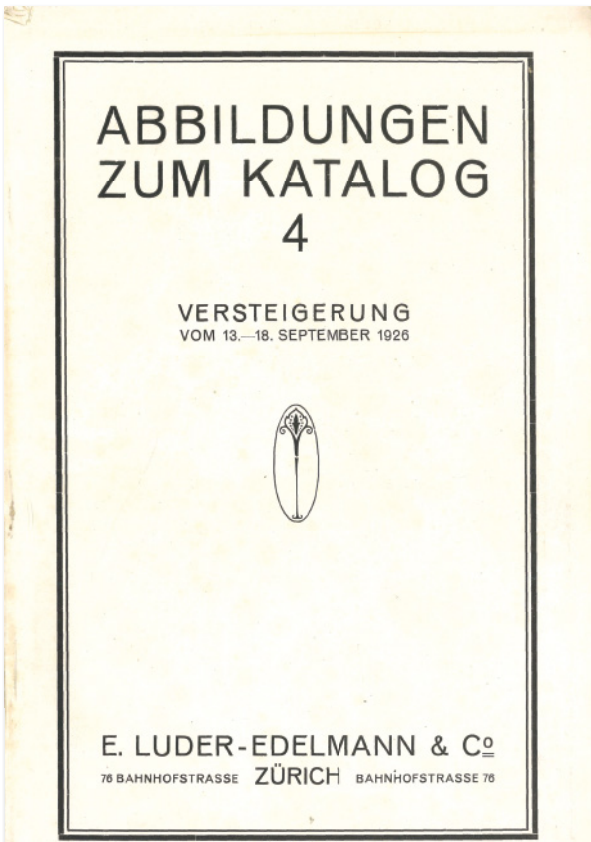 ABBILDUNGEN
ZUM KATALOG
4
VERSTEIGERUNG
VOM 13.—18. SEPTEMBER 1926
E. LUDER-EDELMANN & Cº
76 BAHNHOFSTRASSE ZÜRICH BAHNHOFSTRASSE 76